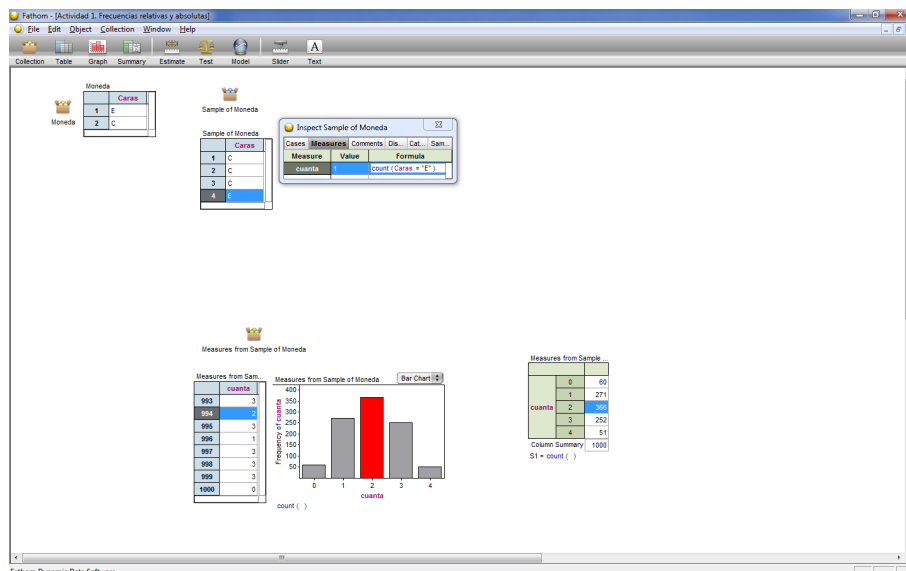 Fathom - [Actividad 1. Frecuencias relativas y absolutas]
File Edit Object Collection Window Help
Collection Table Graph Summary Estimate Test Model Slider Text
Moneda
Caras
1 E
2 C
Moneda
Sample of Moneda
Sample of Moneda
Caras
1 C
2 C
3 C
4 E
Inspect Sample of Moneda
Cases Measures Comments Dis... Cat... Sam...
Measure Value Formula
cuanta 1 count (Caras = "E")
Measures from Sample of Moneda
Measures from Sam...
cuanta
993 3
994 2
995 3
996 1
997 3
998 3
999 3
1000 0
Measures from Sample of Moneda
Bar Chart
Frequency of cuanta
400
350
300
250
200
150
100
50
0 1 2 3 4
cuanta
count ( )
Measures from Sample ...
cuanta
0 60
1 271
2 366
3 252
4 51
Column Summary 1000
S1 = count ( )